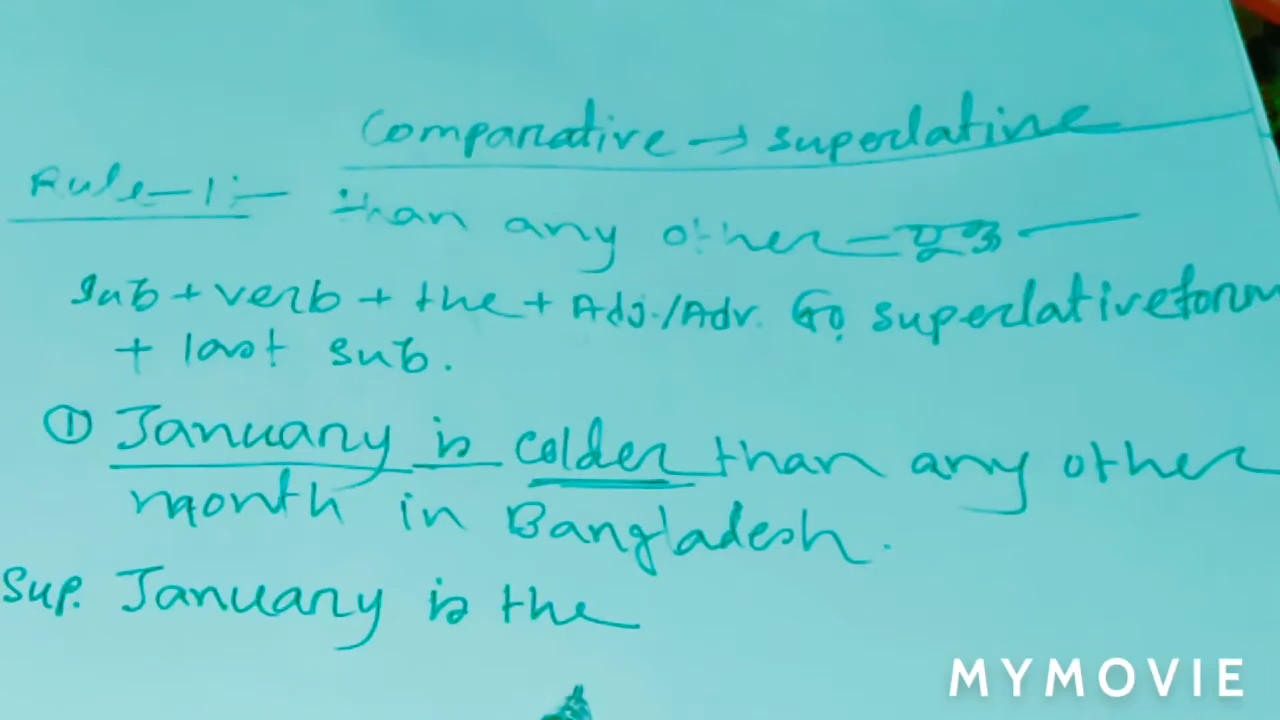 Comparative → superlative
Rule-1:- than any other=
sub + verb + the + Adj./Adv. এর superlative form
+ last sub.
① January is colder than any other
month in Bangladesh.
Sup. January is the
MYMOVIE